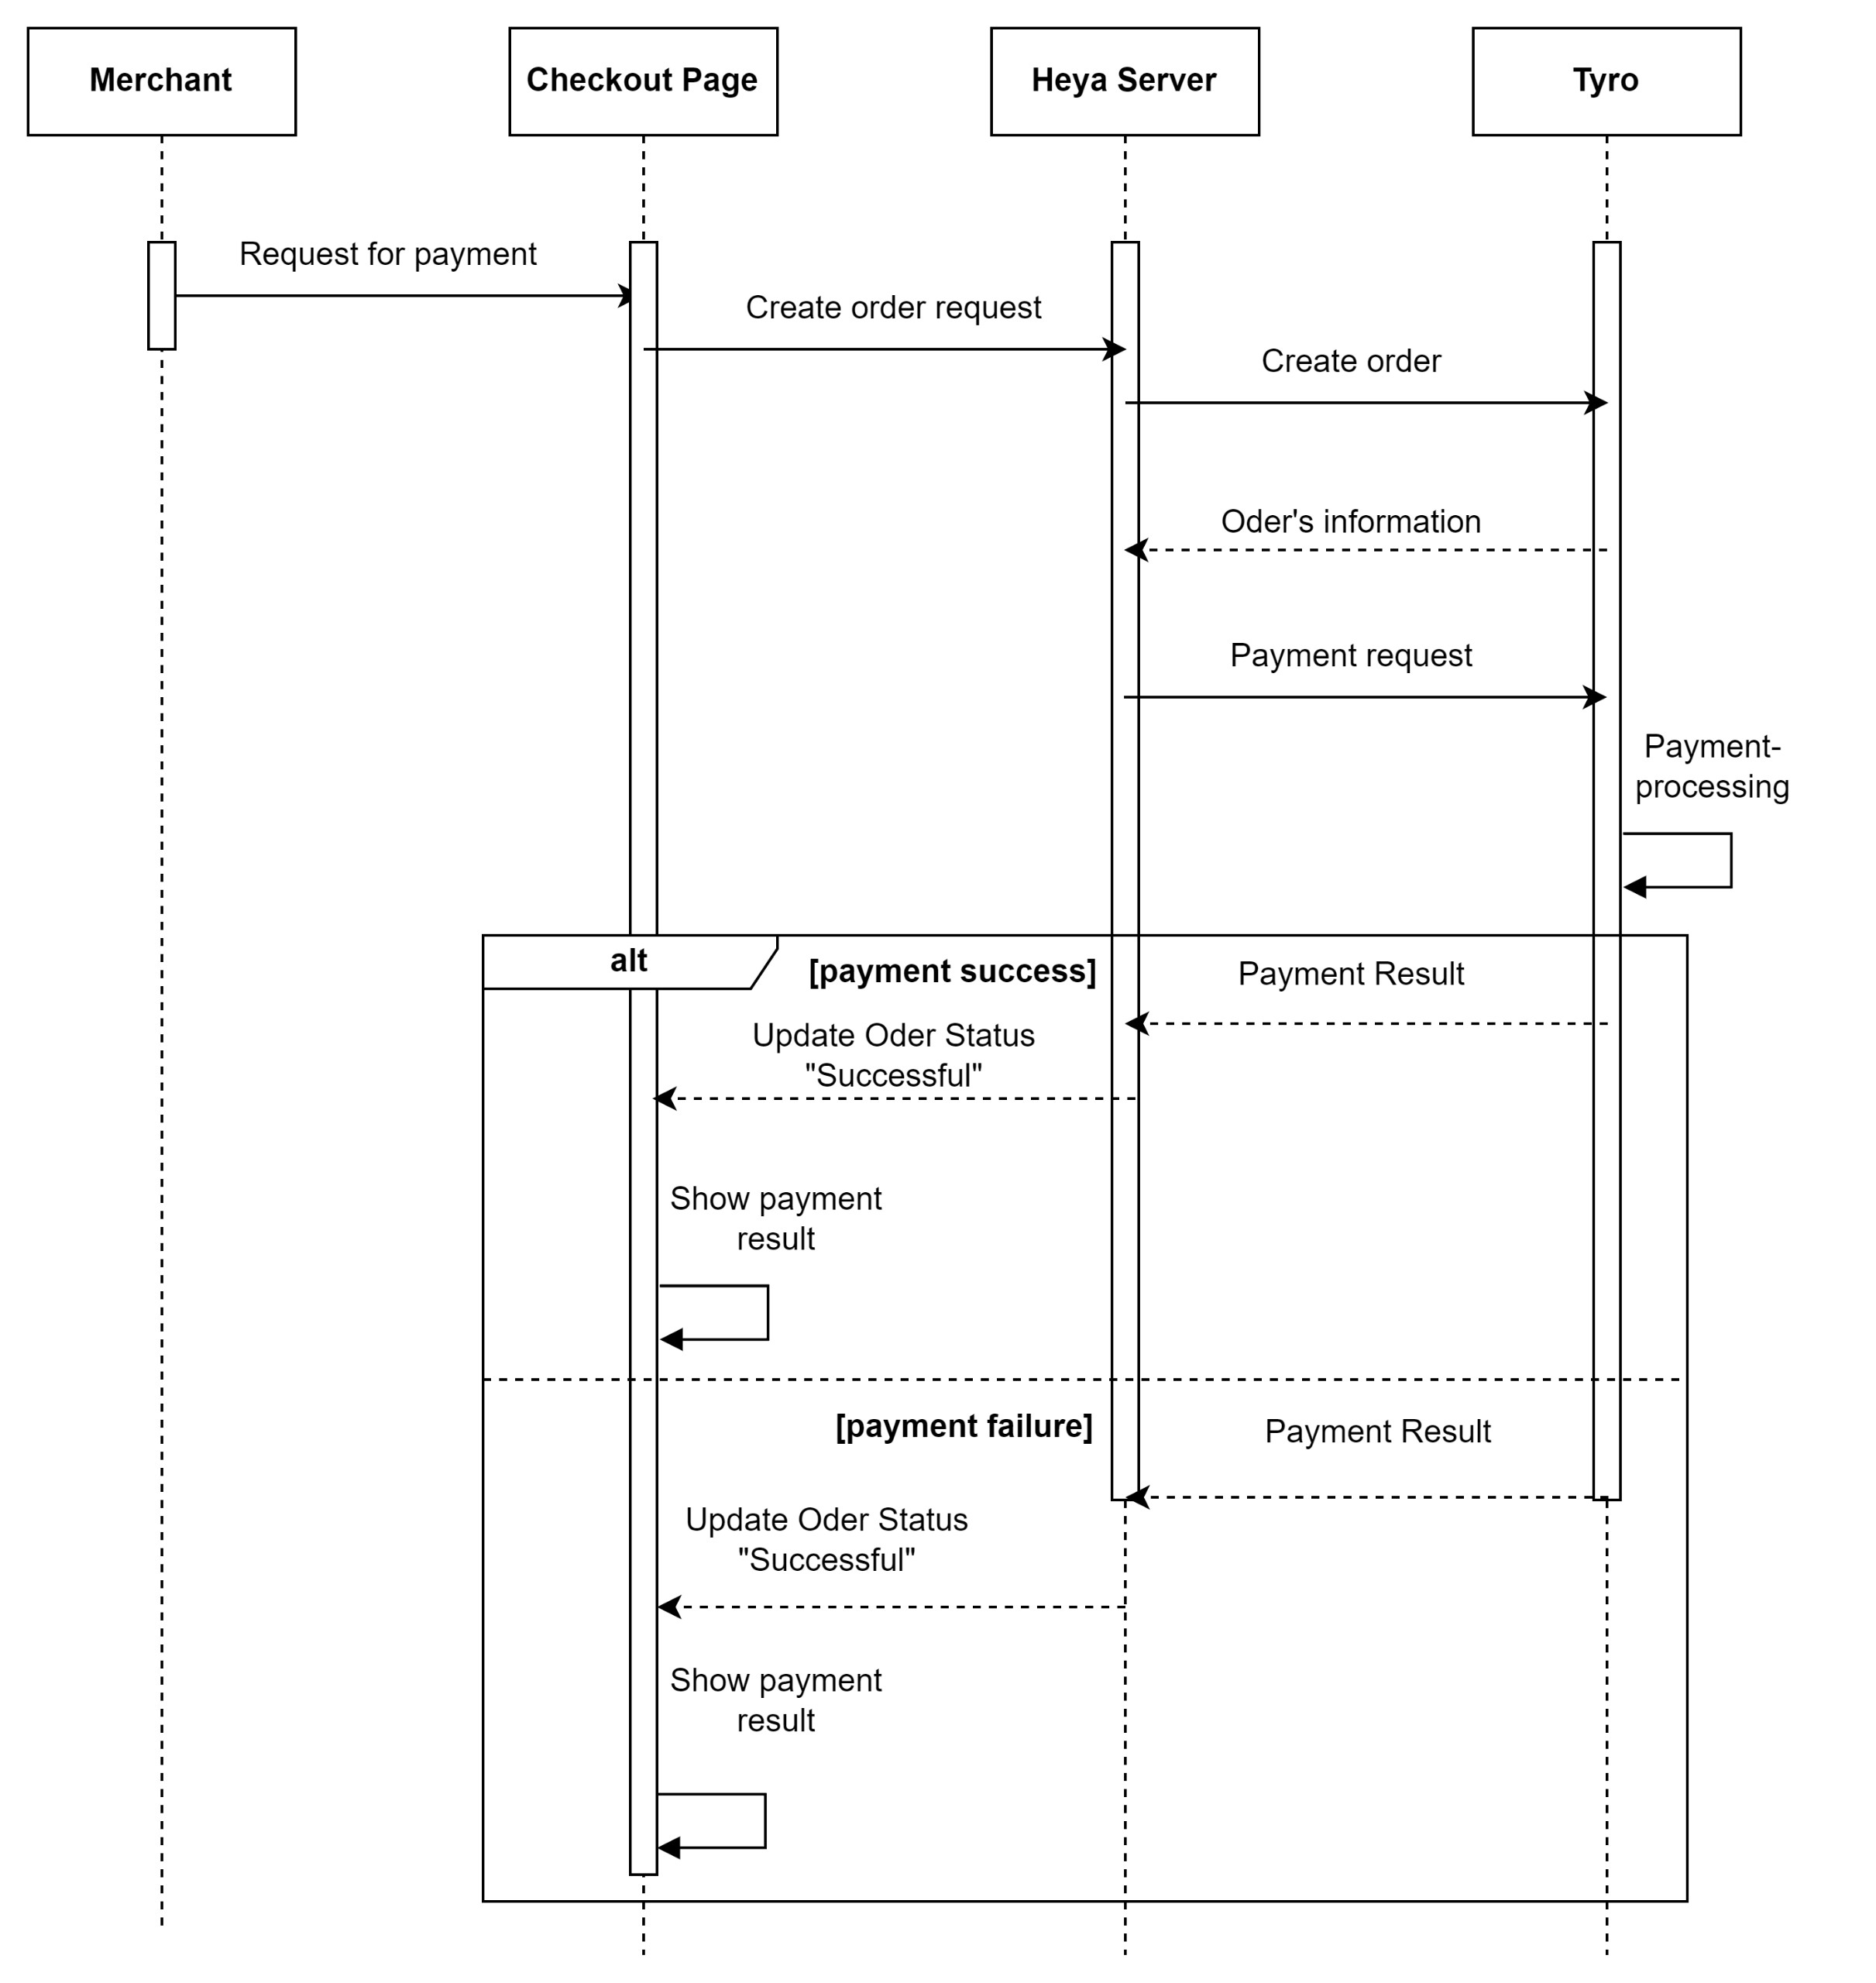 Merchant
Checkout Page
Heya Server
Tyro
Request for payment
Create order request
Create order
Oder's information
Payment request
Payment-
processing
alt
[payment success]
Payment Result
Update Oder Status
"Successful"
Show payment
result
[payment failure]
Payment Result
Update Oder Status
"Successful"
Show payment
result